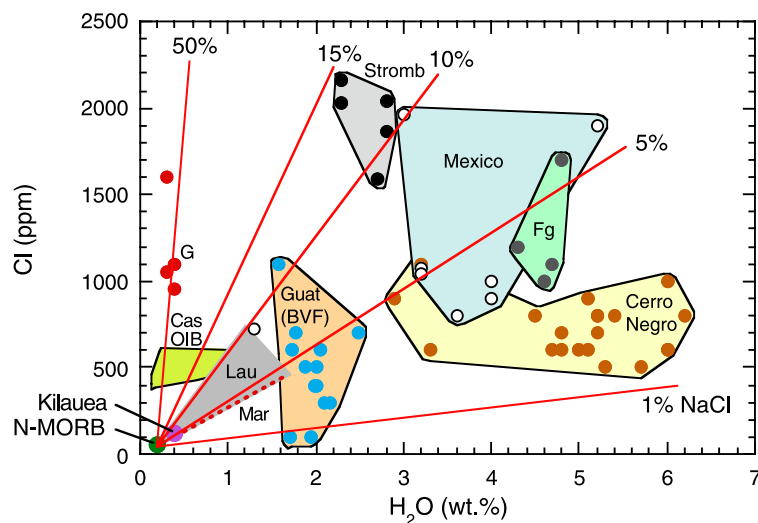 2500
2000
1500
1000
500
0
Cl (ppm)
50%
15%
10%
5%
1% NaCl
Stromb
Mexico
Fg
G
Cas
OIB
Guat
(BVF)
Cerro
Negro
Lau
Mar
Kilauea
N-MORB
0 1 2 3 4 5 6 7
H₂O (wt.%)